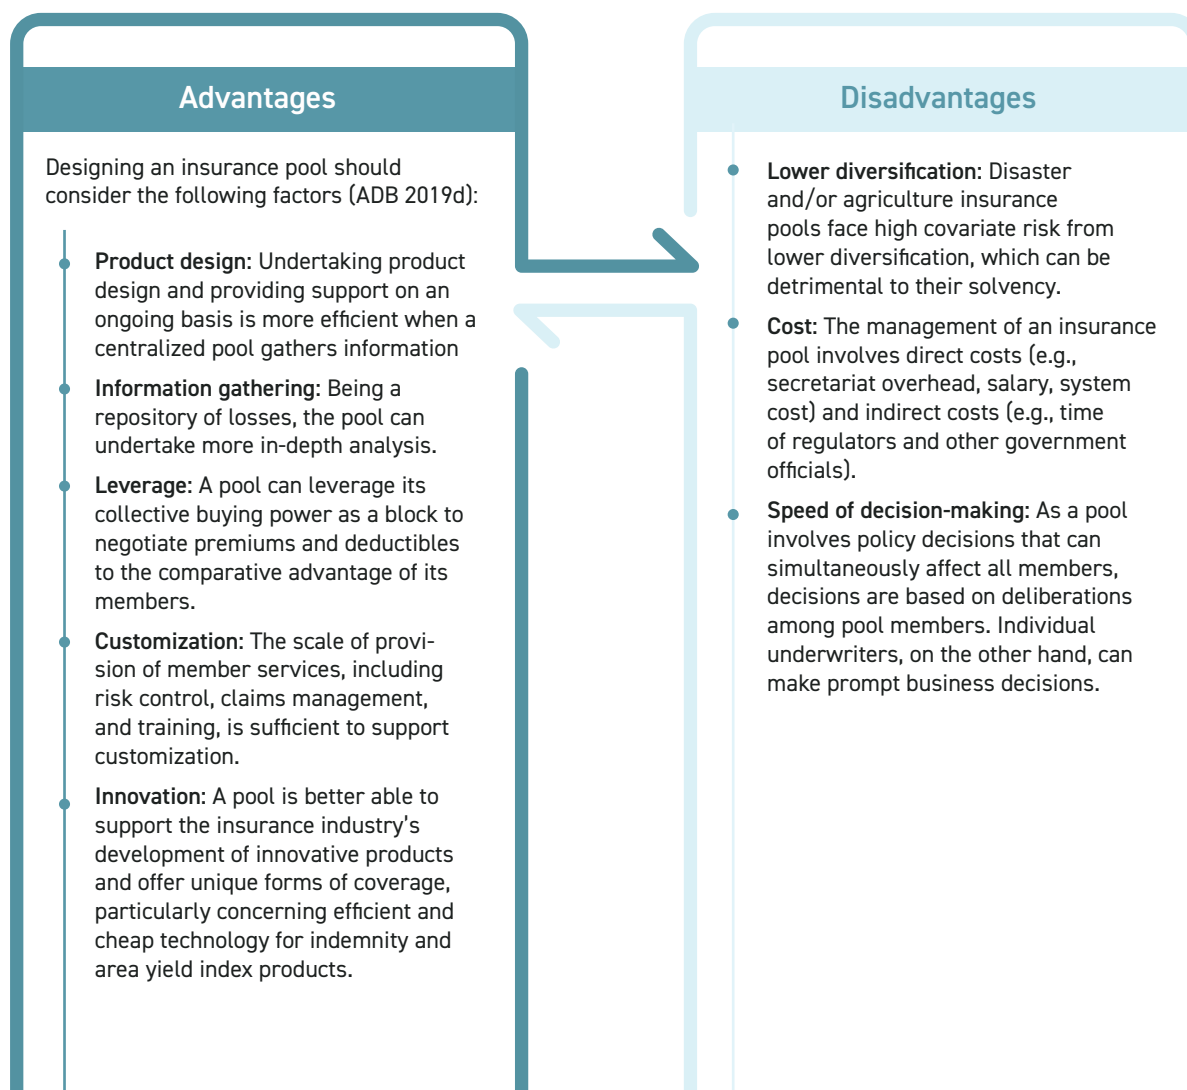 Advantages
Designing an insurance pool should
consider the following factors (ADB 2019d):
Product design: Undertaking product
design and providing support on an
ongoing basis is more efficient when a
centralized pool gathers information
Information gathering: Being a
repository of losses, the pool can
undertake more in-depth analysis.
Leverage: A pool can leverage its
collective buying power as a block to
negotiate premiums and deductibles
to the comparative advantage of its
members.
Customization: The scale of provi-
sion of member services, including
risk control, claims management,
and training, is sufficient to support
customization.
Innovation: A pool is better able to
support the insurance industry's
development of innovative products
and offer unique forms of coverage,
particularly concerning efficient and
cheap technology for indemnity and
area yield index products.
Disadvantages
Lower diversification: Disaster
and/or agriculture insurance
pools face high covariate risk from
lower diversification, which can be
detrimental to their solvency.
Cost: The management of an insurance
pool involves direct costs (e.g.,
secretariat overhead, salary, system
cost) and indirect costs (e.g., time
of regulators and other government
officials).
Speed of decision-making: As a pool
involves policy decisions that can
simultaneously affect all members,
decisions are based on deliberations
among pool members. Individual
underwriters, on the other hand, can
make prompt business decisions.